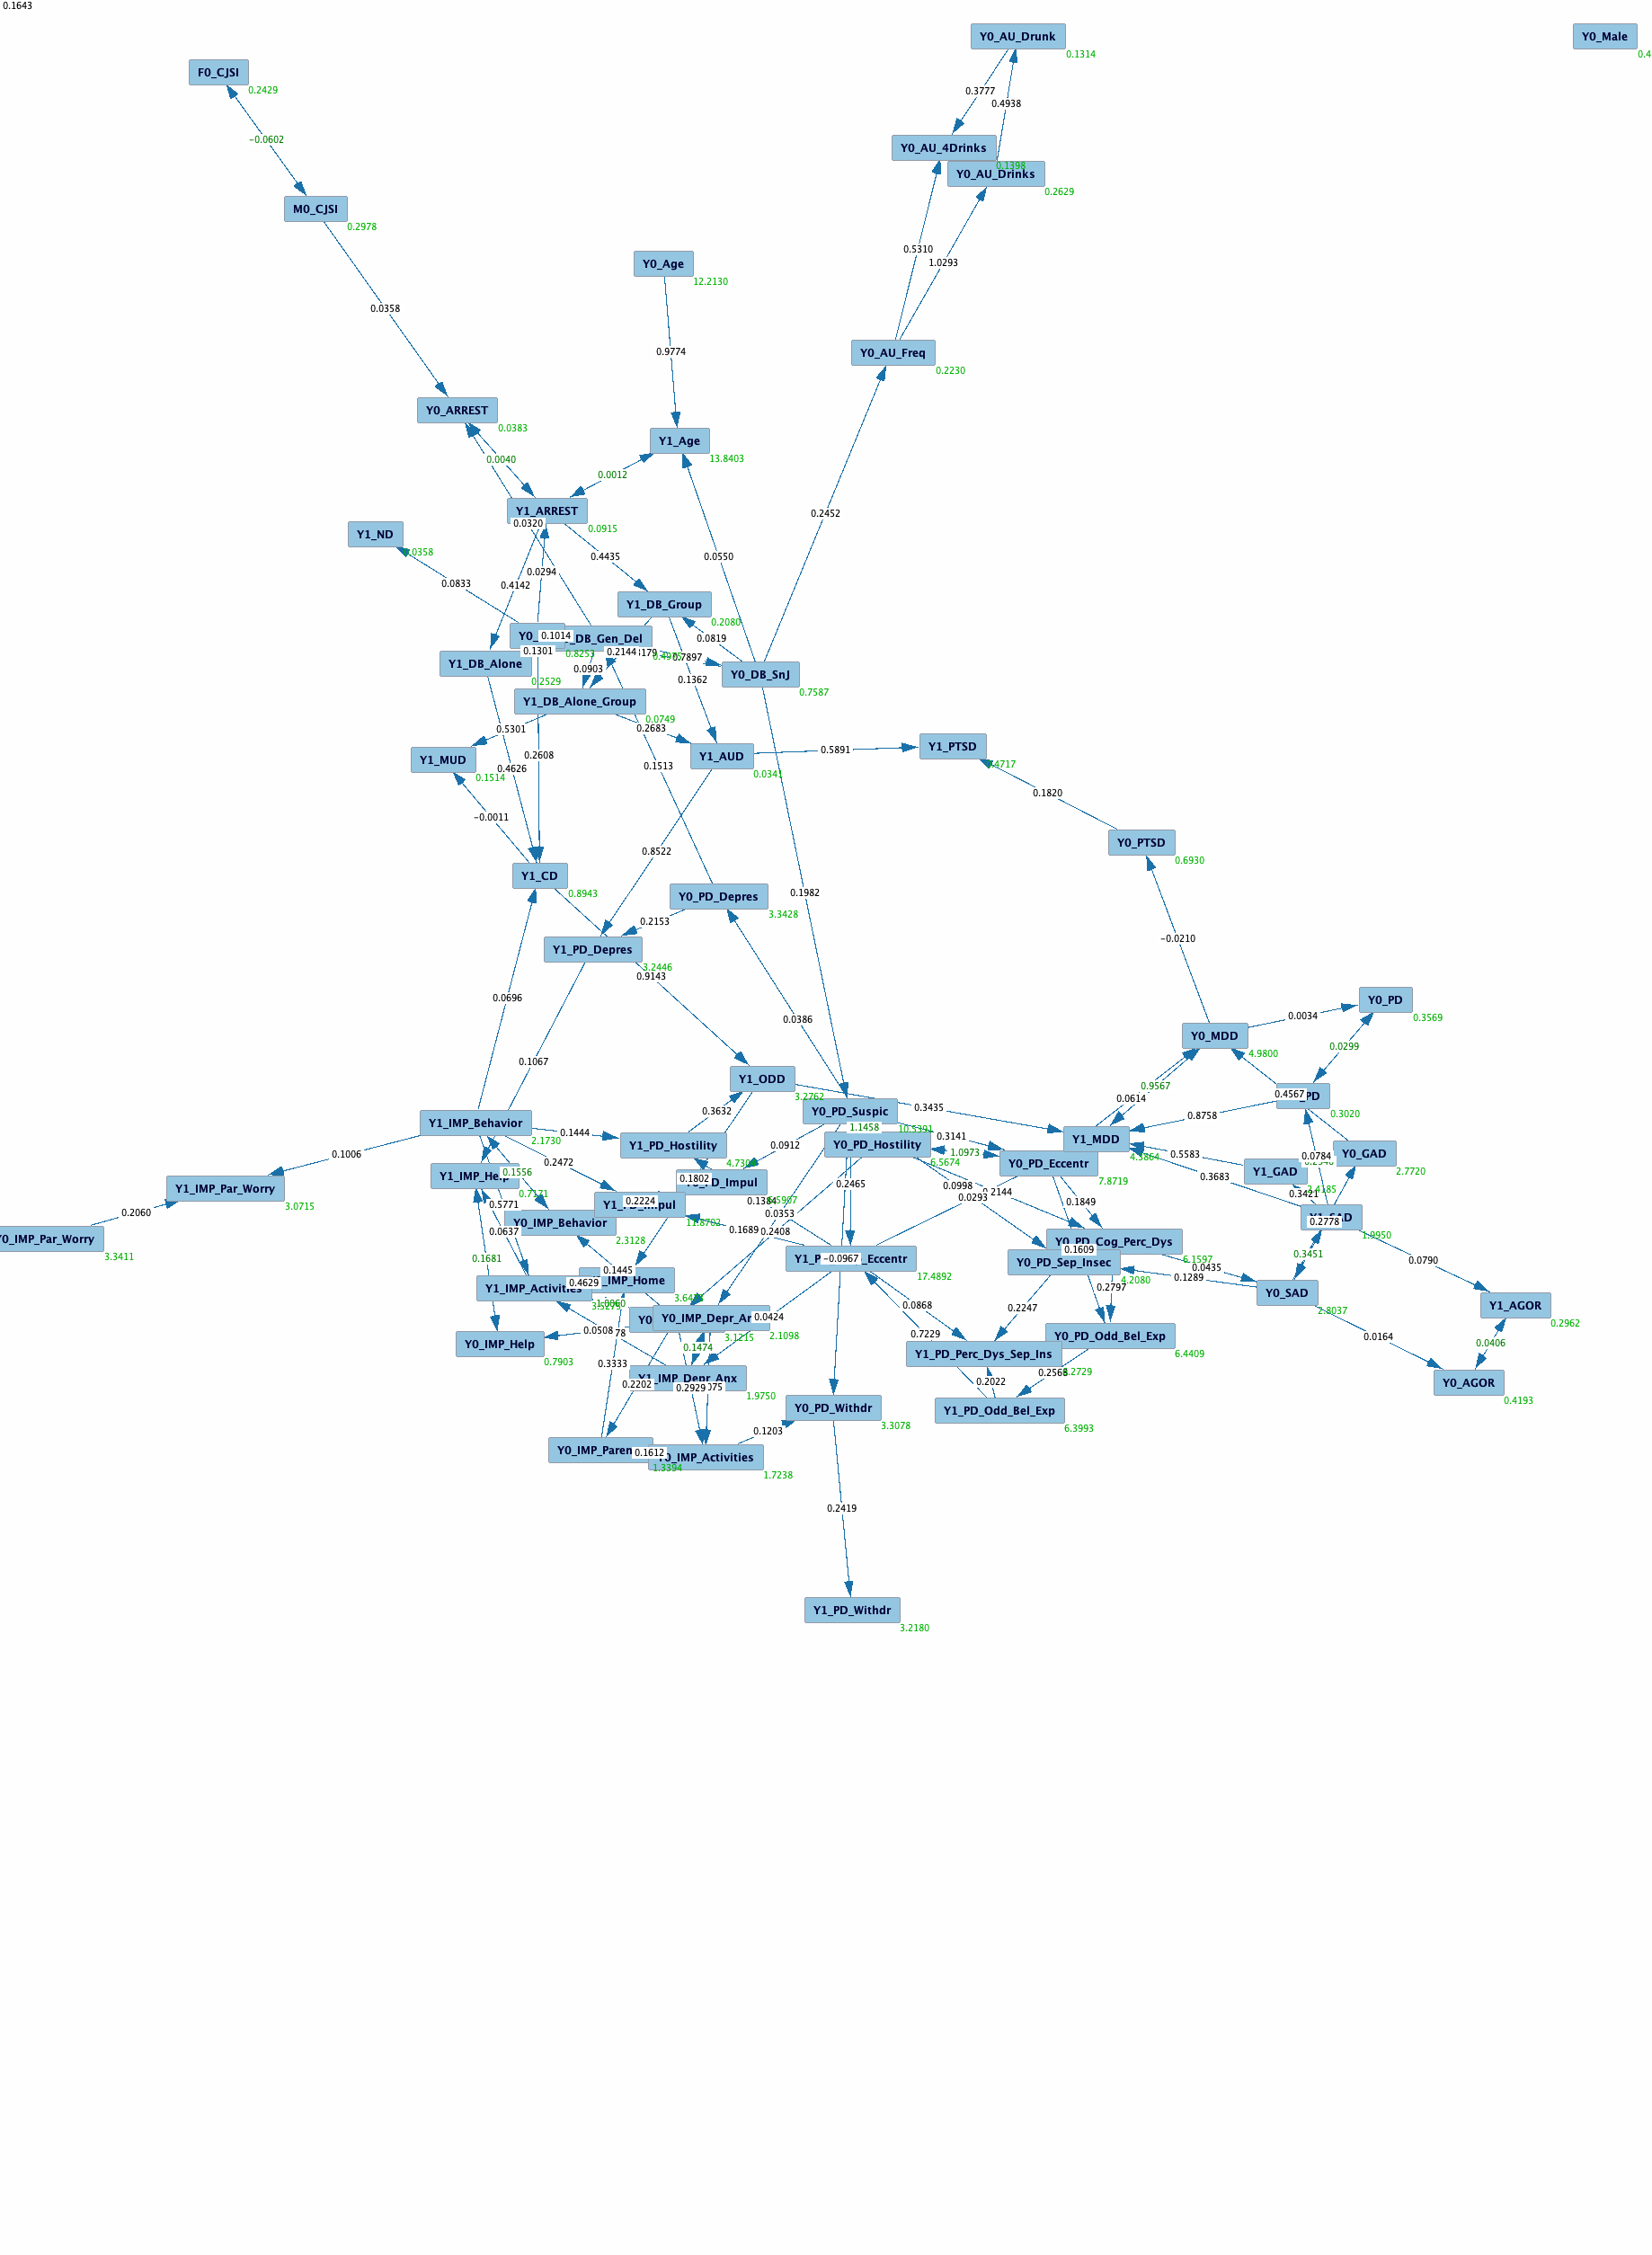 0.1643
Y0_AU_Drunk
0.1314
Y0_Male
0.4
F0_CJSI
0.2429
0.3777
0.4938
−0.0602
Y0_AU_4Drinks
0.1398
Y0_AU_Drinks
0.2629
M0_CJSI
0.2978
0.5310
1.0293
Y0_Age
12.2130
0.0358
0.9774
Y0_AU_Freq
0.2230
Y0_ARREST
0.0383
Y1_Age
13.8403
0.0040
0.0012
Y1_ARREST
0.0915
0.0320
0.2452
Y1_ND
.0358
0.4435
0.0550
0.0294
0.0833
0.4142
Y1_DB_Group
0.2080
Y0_
0.1014
_DB_Gen_Del
0.0819
0.8253
0.1301
0.2144
179
0.7897
Y1_DB_Alone
0.2529
0.0903
Y0_DB_SnJ
0.7587
0.1362
Y1_DB_Alone_Group
0.0749
0.5301
0.2683
Y1_MUD
0.1514
0.2608
0.4626
Y1_AUD
0.0341
0.5891
Y1_PTSD
.4717
0.1513
0.1820
−0.0011
Y0_PTSD
0.6930
0.8522
Y1_CD
0.8943
Y0_PD_Depres
3.3428
0.1982
0.2153
Y1_PD_Depres
3.2446
0.9143
−0.0210
0.0696
0.0386
Y0_PD
0.3569
0.0034
Y0_MDD
4.9800
0.0299
0.1067
Y1_ODD
3.2762
0.9567
0.0614
0.4567
PD
0.3020
0.3632
0.3435
0.8758
Y0_PD_Suspic
10.5391
Y1_IMP_Behavior
2.1730
0.1444
1.1458
Y1_PD_Hostility
4.730
Y0_PD_Hostility
6.5674
0.3141
1.0973
Y1_MDD
4.3864
Y0_GAD
2.7720
0.0784
0.0912
0.2472
0.1006
Y0_PD_Eccentr
7.8719
0.5583
Y1_GAD
2.4185
0.3683
0.3421
Y1_IMP_Help
0.7171
0.1556
0.1802
_PD_Impul
Y1_IMP_Par_Worry
3.0715
0.2465
0.0998
0.0293
.2144
0.1849
0.5771
0.2224
Y1_PD_Impul
11.8702
0.1384
0.0353
0.2408
0.2060
Y0_IMP_Par_Worry
3.3411
0.0637
Y0_IMP_Behavior
2.3128
0.1689
Y0_PD_Cog_Perc_Dys
6.1597
0.1609
0.2778
1.9950
0.3451
0.1681
−0.0967
Eccentr
17.4892
Y0_PD_Sep_Insec
4.2080
0.0435
0.1289
0.0790
0.1445
0.4629
_IMP_Home
Y1_IMP_Activities
Y0_SAD
2.8037
0.2797
0.0868
Y1_AGOR
0.2962
0.0424
Y0_IMP_Depr_An
3.1215
2.1098
0.2247
0.0508
78
Y0_IMP_Help
0.7903
0.7229
Y0_PD_Odd_Bel_Exp
6.4409
0.0164
0.0406
0.1474
Y1_PD_Perc_Dys_Sep_Ins
.2729
0.3333
0.2568
0.2022
Y1_IMP_Depr_Anx
1.9750
0.2202
0.2929
075
Y0_AGOR
0.4193
Y0_PD_Withdr
3.3078
Y1_PD_Odd_Bel_Exp
6.3993
0.1203
Y0_IMP_Paren
1.3394
0.1612
Y0_IMP_Activities
1.7238
0.2419
Y1_PD_Withdr
3.2180